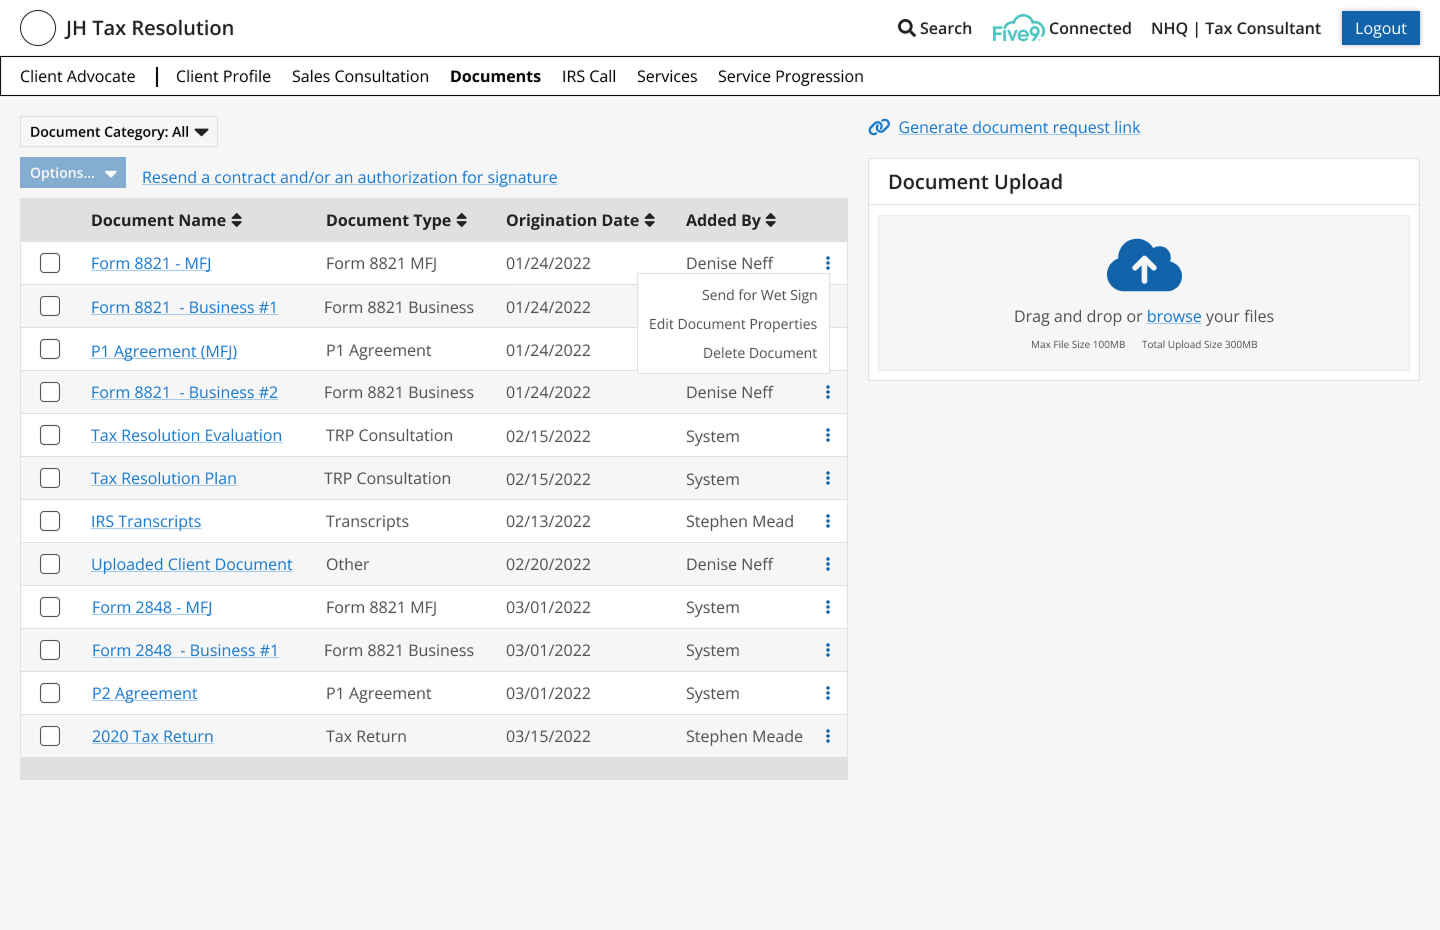 JH Tax Resolution
Search
Five9 Connected
NHQ | Tax Consultant
Logout
Client Advocate | Client Profile Sales Consultation Documents IRS Call Services Service Progression
Document Category: All
Generate document request link
Options...
Resend a contract and/or an authorization for signature
Document Upload
Drag and drop or browse your files
Max File Size 100MB Total Upload Size 300MB
Document Name Document Type Origination Date Added By
Form 8821 - MFJ Form 8821 MFJ 01/24/2022 Denise Neff
Form 8821  - Business #1 Form 8821 Business 01/24/2022
P1 Agreement (MFJ) P1 Agreement 01/24/2022
Send for Wet Sign
Edit Document Properties
Delete Document
Form 8821  - Business #2 Form 8821 Business 01/24/2022 Denise Neff
Tax Resolution Evaluation TRP Consultation 02/15/2022 System
Tax Resolution Plan TRP Consultation 02/15/2022 System
IRS Transcripts Transcripts 02/13/2022 Stephen Mead
Uploaded Client Document Other 02/20/2022 Denise Neff
Form 2848 - MFJ Form 8821 MFJ 03/01/2022 System
Form 2848  - Business #1 Form 8821 Business 03/01/2022 System
P2 Agreement P1 Agreement 03/01/2022 System
2020 Tax Return Tax Return 03/15/2022 Stephen Meade